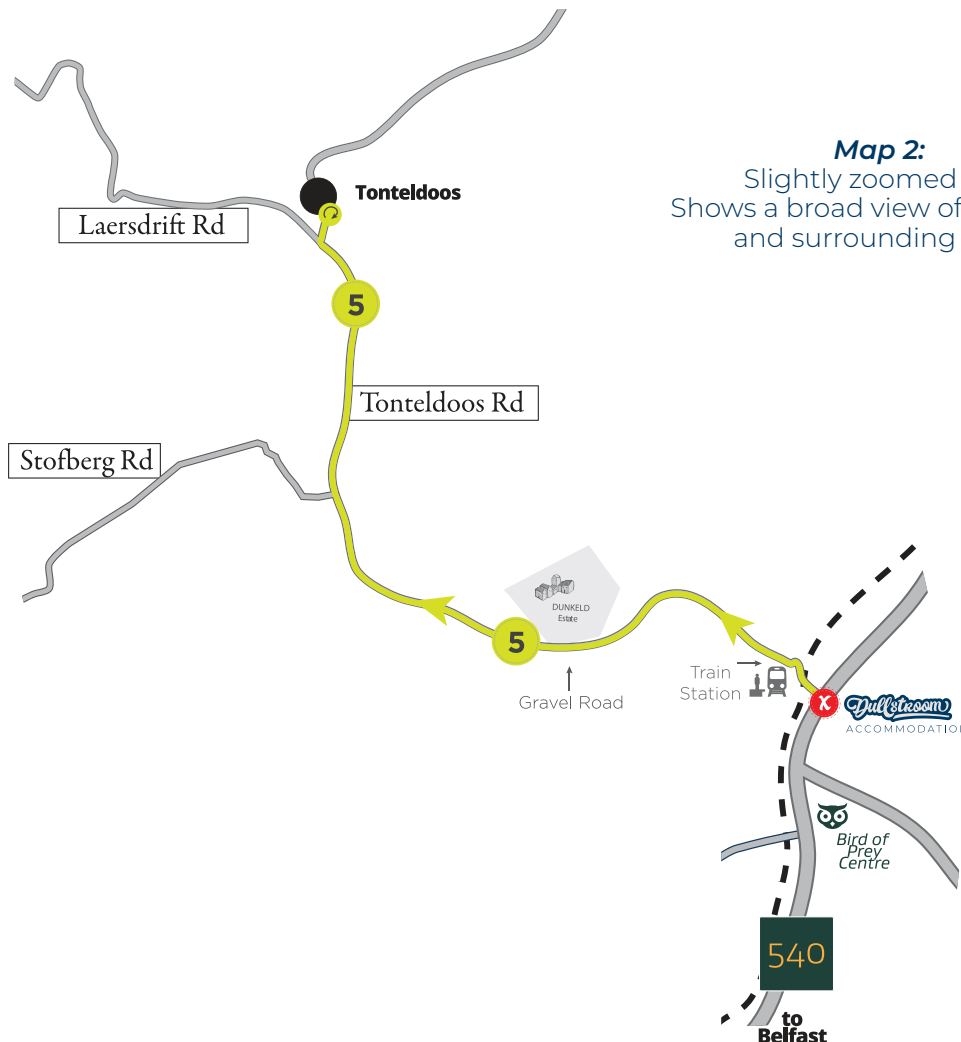 Map 2:
Slightly zoomed
Shows a broad view of
and surrounding
Tonteldoos
Laersdrift Rd
5
Tonteldoos Rd
Stofberg Rd
DUNKELD
Estate
5
Gravel Road
Train
Station
X
Dullstroom
ACCOMMODATION
Bird of
Prey
Centre
540
to
Belfast